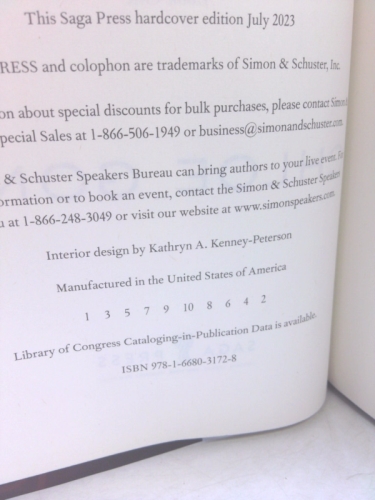 This Saga Press hardcover edition July 2023
RESS and colophon are trademarks of Simon & Schuster, Inc.
on about special discounts for bulk purchases, please contact Simon
pecial Sales at 1-866-506-1949 or business@simonandschuster.com.
& Schuster Speakers Bureau can bring authors to your live event. For
ormation or to book an event, contact the Simon & Schuster Speakers
u at 1-866-248-3049 or visit our website at www.simonspeakers.com.
Interior design by Kathryn A. Kenney-Peterson
Manufactured in the United States of America
1 3 5 7 9 10 8 6 4 2
Library of Congress Cataloging-in-Publication Data is available.
ISBN 978-1-6680-3172-8